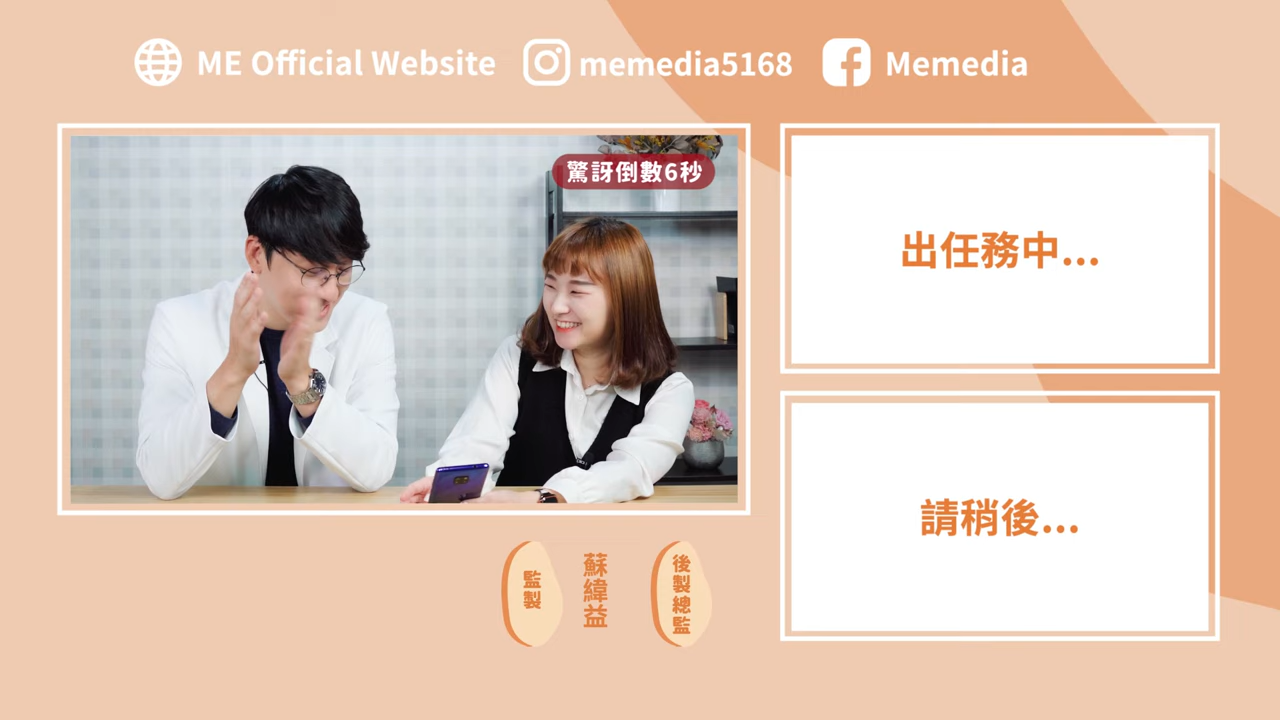 ME Official Website
memedia5168
Memedia
驚訝倒數6秒
出任務中...
請稍後...
監製
蘇緯益
後製總監